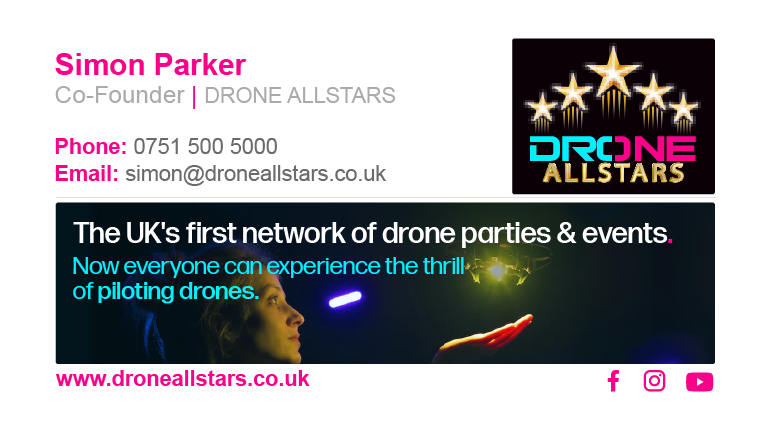 Simon Parker
Co-Founder | DRONE ALLSTARS
Phone: 0751 500 5000
Email: simon@droneallstars.co.uk
DRONE
ALLSTARS
The UK's first network of drone parties & events.
Now everyone can experience the thrill
of piloting drones.
www.droneallstars.co.uk